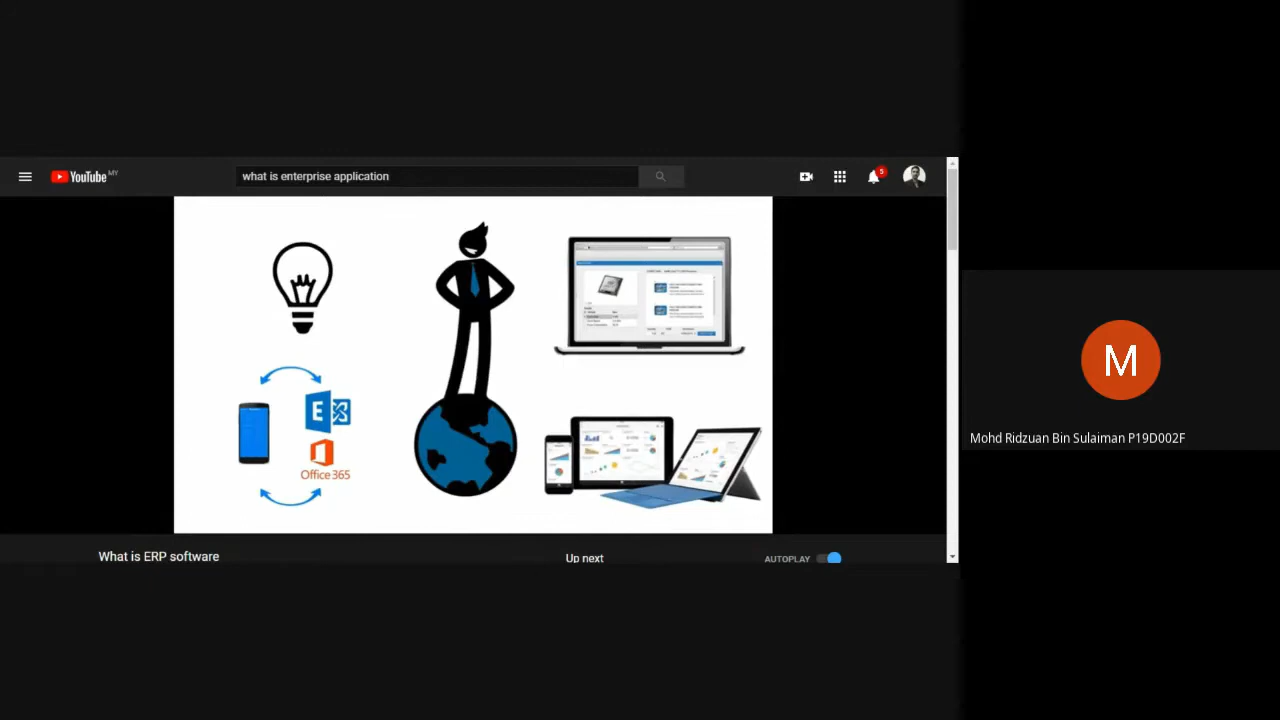 YouTube MY
what is enterprise application
5
E
Office 365
M
Mohd Ridzuan Bin Sulaiman P19D002F
What is ERP software
Up next
AUTOPLAY